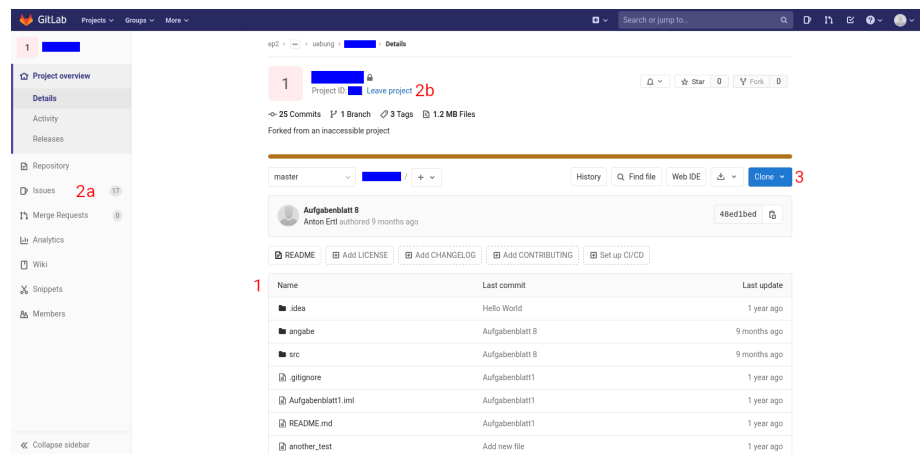 GitLab Projects Groups More Search or jump to...
1
Project overview
Details
Activity
Releases
Repository
Issues 2a 17
Merge Requests 0
Analytics
Wiki
Snippets
Members
Collapse sidebar
ep2 > ... > uebung > > Details
1
Project ID: Leave project 2b
Star 0 Fork 0
25 Commits 1 Branch 3 Tags 1.2 MB Files
Forked from an inaccessible project
master / + History Find file Web IDE Clone 3
Aufgabenblatt 8
Anton Ertl authored 9 months ago
48ed1bed
README Add LICENSE Add CHANGELOG Add CONTRIBUTING Set up CI/CD
1 Name Last commit Last update
.idea Hello World 1 year ago
angabe Aufgabenblatt 8 9 months ago
src Aufgabenblatt 8 9 months ago
.gitignore Aufgabenblatt1 1 year ago
Aufgabenblatt1.iml Aufgabenblatt1 1 year ago
README.md Aufgabenblatt1 1 year ago
another_test Add new file 1 year ago